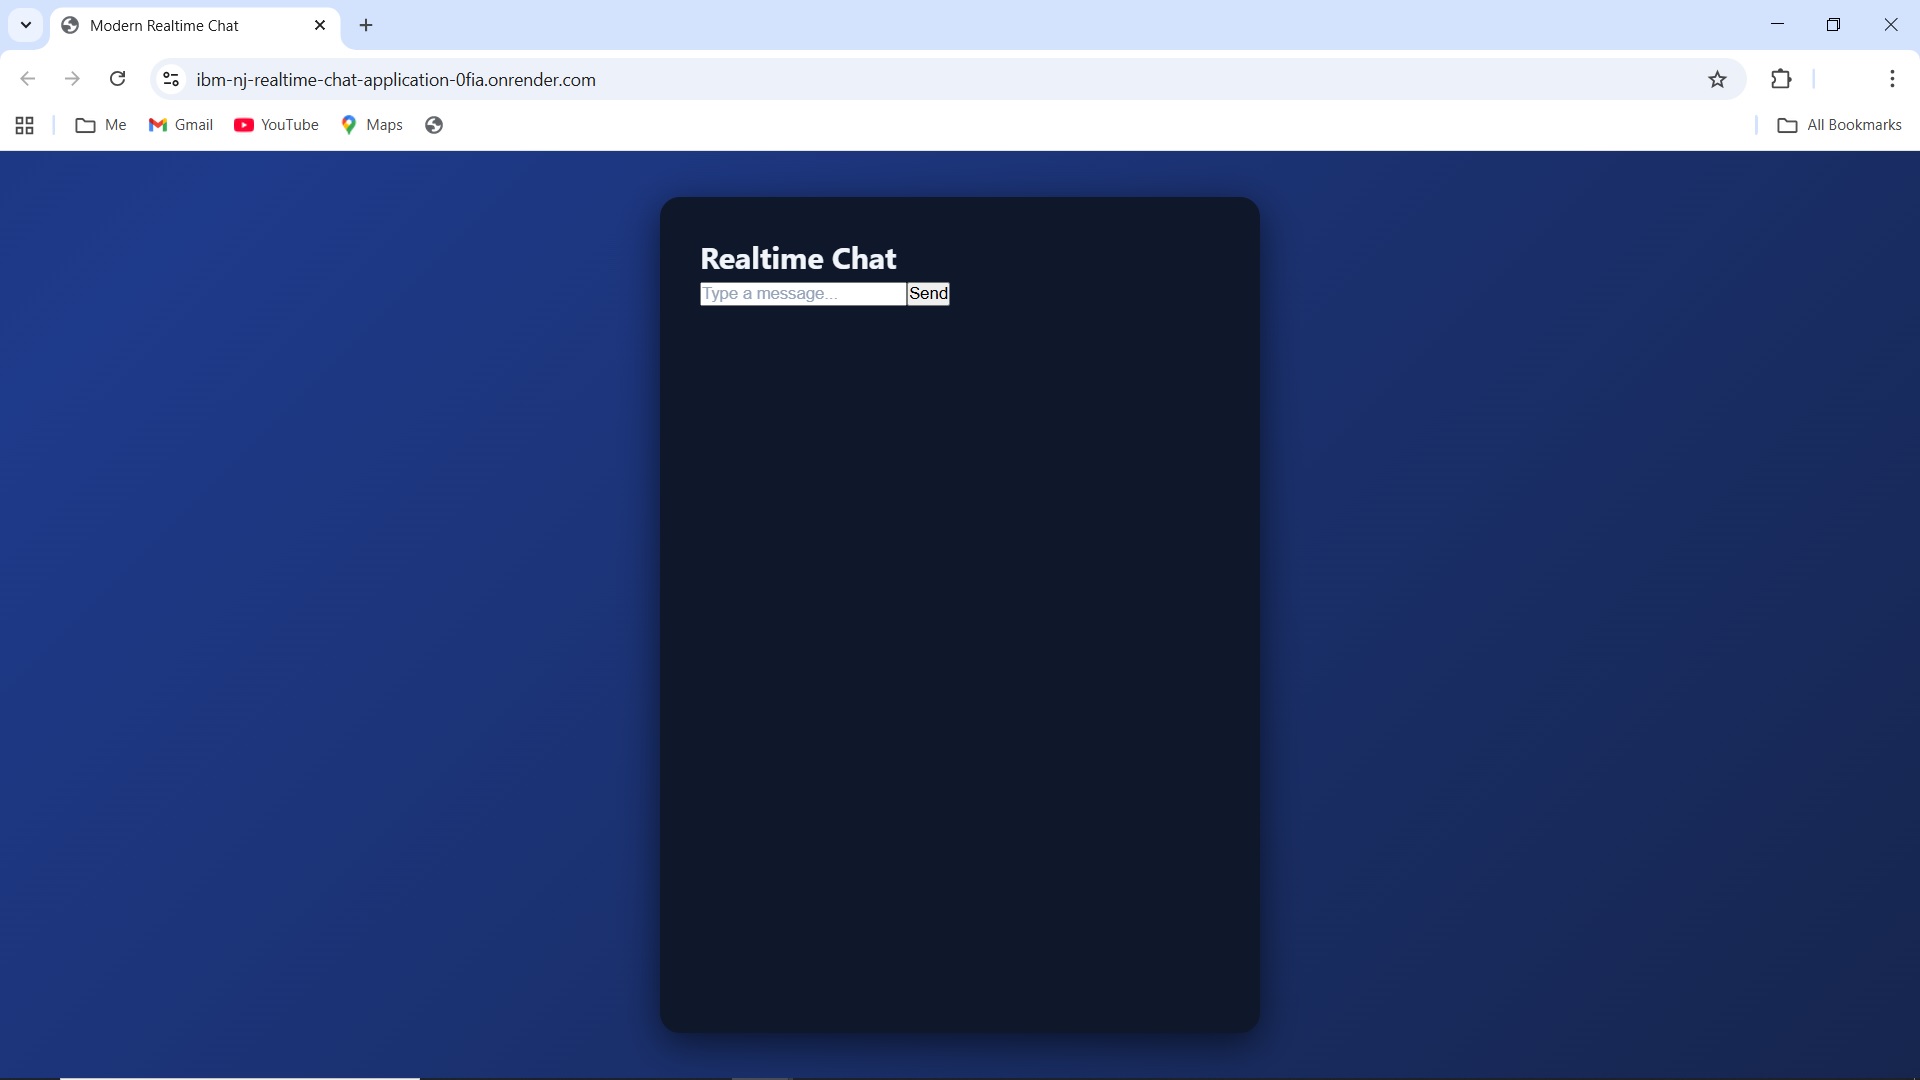 Modern Realtime Chat
ibm-nj-realtime-chat-application-0fia.onrender.com
Me Gmail YouTube Maps All Bookmarks
Realtime Chat
Type a message... Send